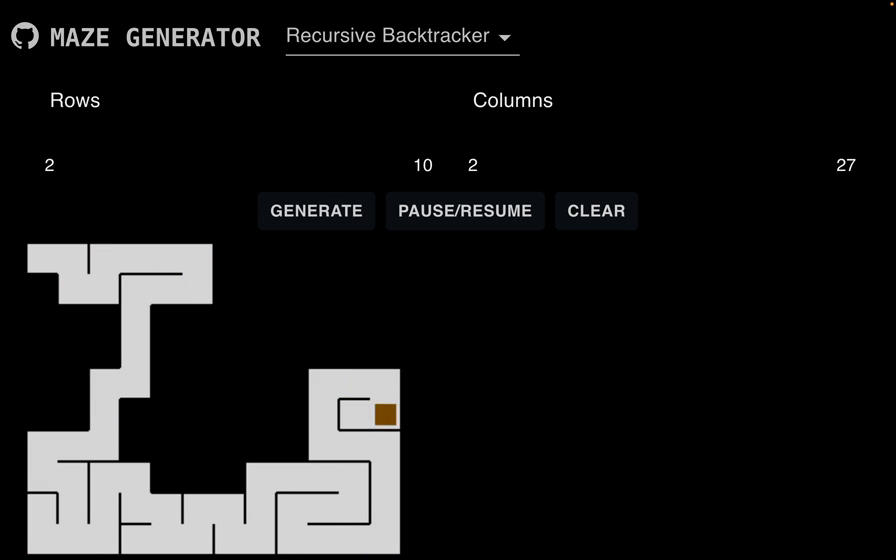 MAZE GENERATOR Recursive Backtracker
Rows Columns
2 10 2 27
GENERATE PAUSE/RESUME CLEAR